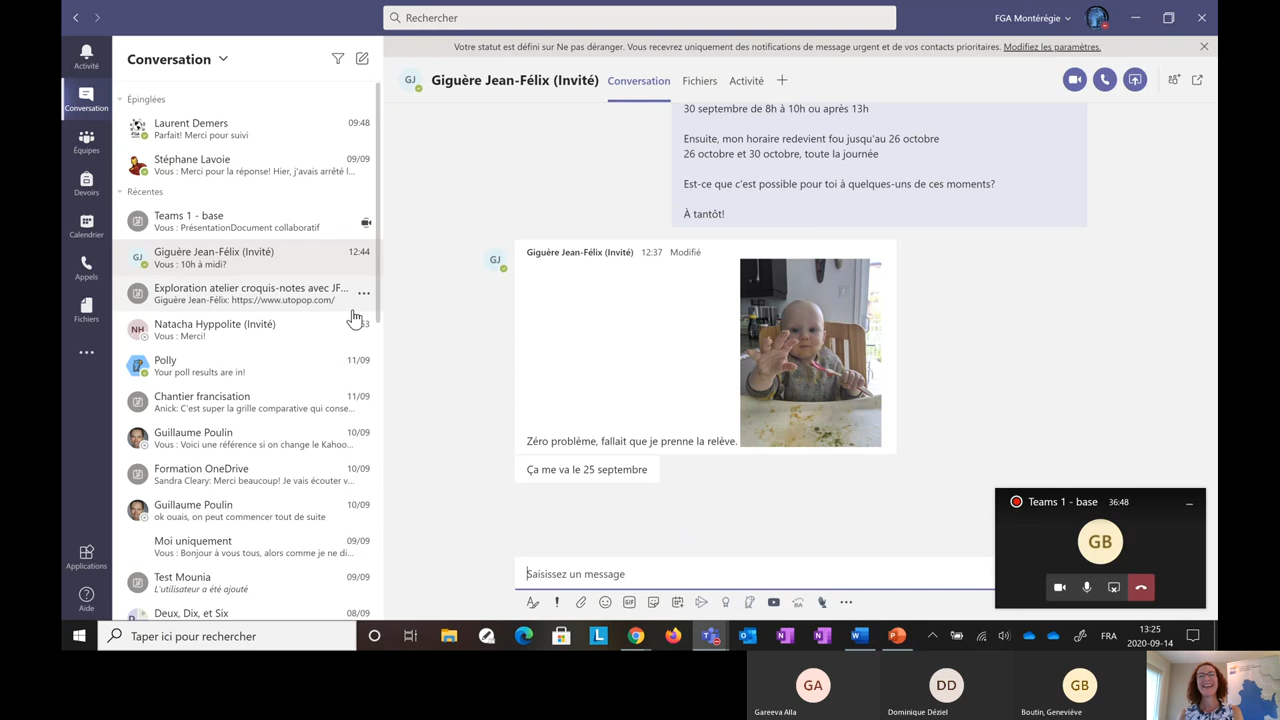 Rechercher
FGA Montérégie
Votre statut est défini sur Ne pas déranger. Vous recevrez uniquement des notifications de message urgent et de vos contacts prioritaires. Modifiez les paramètres.
Activité
Conversation
Équipes
Devoirs
Calendrier
Appels
Fichiers
Applications
Aide
Conversation
Épinglées
Laurent Demers 09:48
Parfait! Merci pour suivi
Stéphane Lavoie 09/09
Vous : Merci pour la réponse! Hier, j'avais arrêté l...
Récentes
Teams 1 - base
Vous : PrésentationDocument collaboratif
GJ
Giguère Jean-Félix (Invité) 12:44
Vous : 10h à midi?
Exploration atelier croquis-notes avec JF...
Giguère Jean-Félix: https://www.utopop.com/
NH
Natacha Hyppolite (Invité)
Vous : Merci!
Polly 11/09
Your poll results are in!
Chantier francisation 11/09
Anick: C'est super la grille comparative qui conse...
Guillaume Poulin 10/09
Vous : Voici une référence si on change le Kahoo...
Formation OneDrive 10/09
Sandra Cleary: Merci beaucoup! Je vais écouter v...
Guillaume Poulin 10/09
ok ouais, on peut commencer tout de suite
Moi uniquement 09/09
Vous : Bonjour à vous tous, alors comme je ne di...
Test Mounia 09/09
L'utilisateur a été ajouté
Deux, Dix, et Six 08/09
GJ
Giguère Jean-Félix (Invité) Conversation Fichiers Activité
30 septembre de 8h à 10h ou après 13h
Ensuite, mon horaire redevient fou jusqu'au 26 octobre
26 octobre et 30 octobre, toute la journée
Est-ce que c'est possible pour toi à quelques-uns de ces moments?
À tantôt!
GJ
Giguère Jean-Félix (Invité) 12:37 Modifié
Zéro problème, fallait que je prenne la relève.
Ça me va le 25 septembre
Saisissez un message
GIF
Teams 1 - base 36:48
GB
Taper ici pour rechercher
FRA
13:25
2020-09-14
GA
Gareeva Alla
DD
Dominique Déziel
GB
Boutin, Geneviève